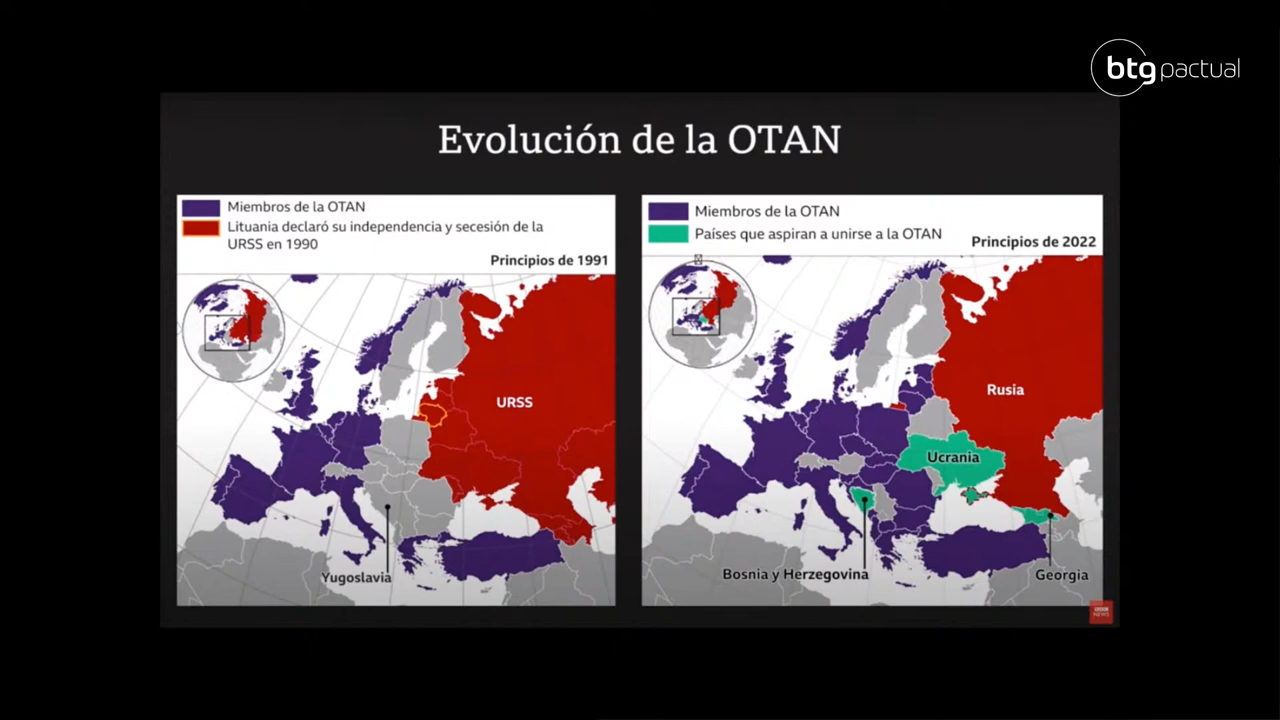 btg pactual
Evolución de la OTAN
Miembros de la OTAN
Lituania declaró su independencia y secesión de la
URSS en 1990
Principios de 1991
URSS
Yugoslavia
Miembros de la OTAN
Países que aspiran a unirse a la OTAN
Principios de 2022
Rusia
Ucrania
Bosnia y Herzegovina
Georgia
BBC
NEWS